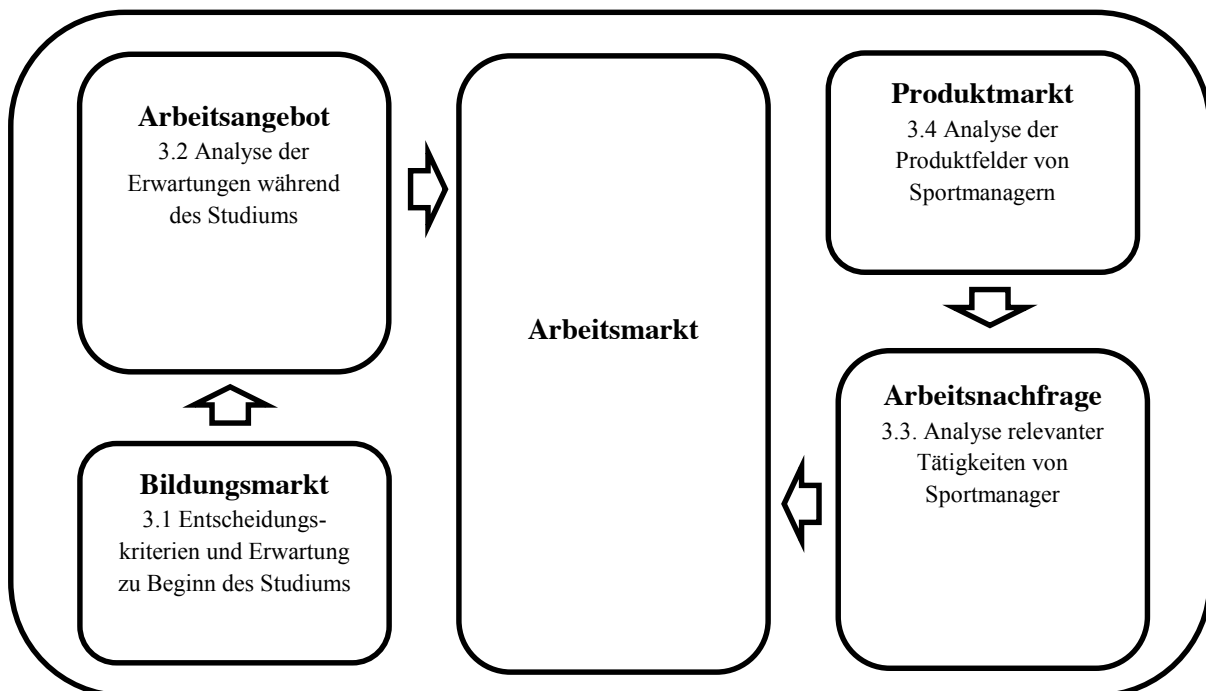 Arbeitsangebot
3.2 Analyse der
Erwartungen während
des Studiums
Bildungsmarkt
3.1 Entscheidungs-
kriterien und Erwartung
zu Beginn des Studiums
Arbeitsmarkt
Produktmarkt
3.4 Analyse der
Produktfelder von
Sportmanagern
Arbeitsnachfrage
3.3. Analyse relevanter
Tätigkeiten von
Sportmanager